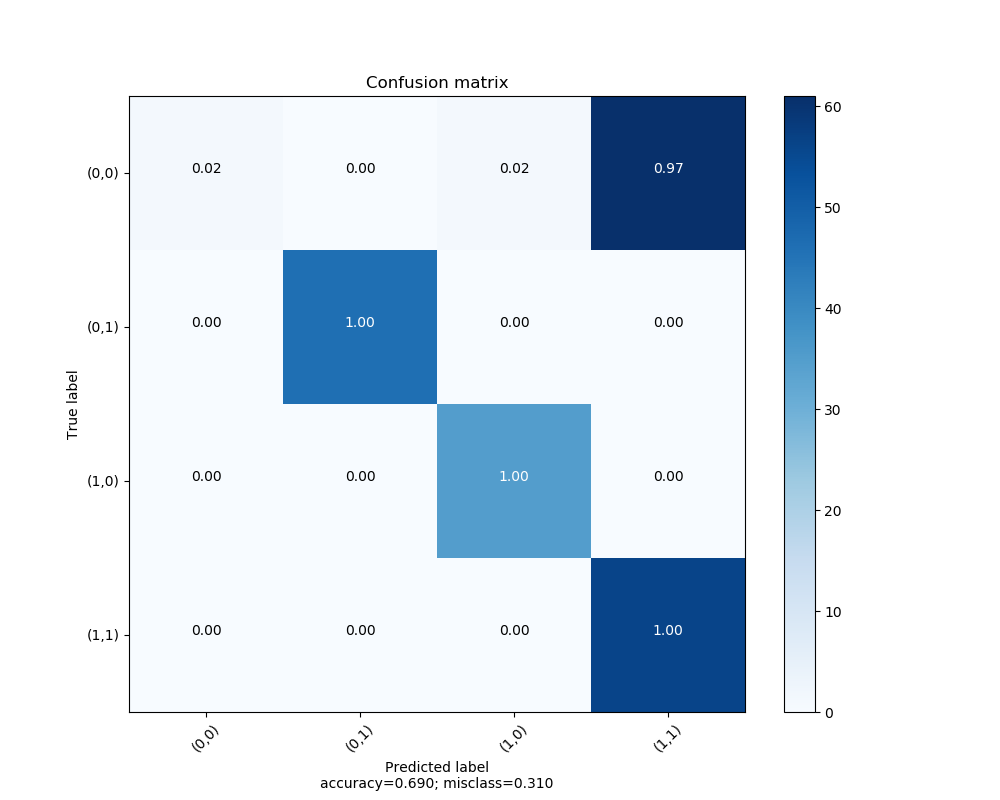 Confusion matrix
(0,0) 0.02 0.00 0.02 0.97
(0,1) 0.00 1.00 0.00 0.00
(1,0) 0.00 0.00 1.00 0.00
(1,1) 0.00 0.00 0.00 1.00
True label
(0,0) (0,1) (1,0) (1,1)
Predicted label
accuracy=0.690; misclass=0.310
60
50
40
30
20
10
0